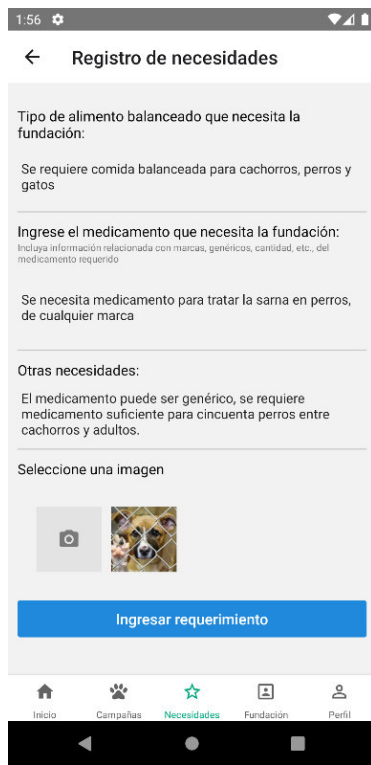 1:56
Registro de necesidades
Tipo de alimento balanceado que necesita la
fundación:
Se requiere comida balanceada para cachorros, perros y
gatos
Ingrese el medicamento que necesita la fundación:
Incluya información relacionada con marcas, genéricos, cantidad, etc., del
medicamento requerido
Se necesita medicamento para tratar la sarna en perros,
de cualquier marca
Otras necesidades:
El medicamento puede ser genérico, se requiere
medicamento suficiente para cincuenta perros entre
cachorros y adultos.
Seleccione una imagen
Ingresar requerimiento
Inicio Campañas Necesidades Fundación Perfil